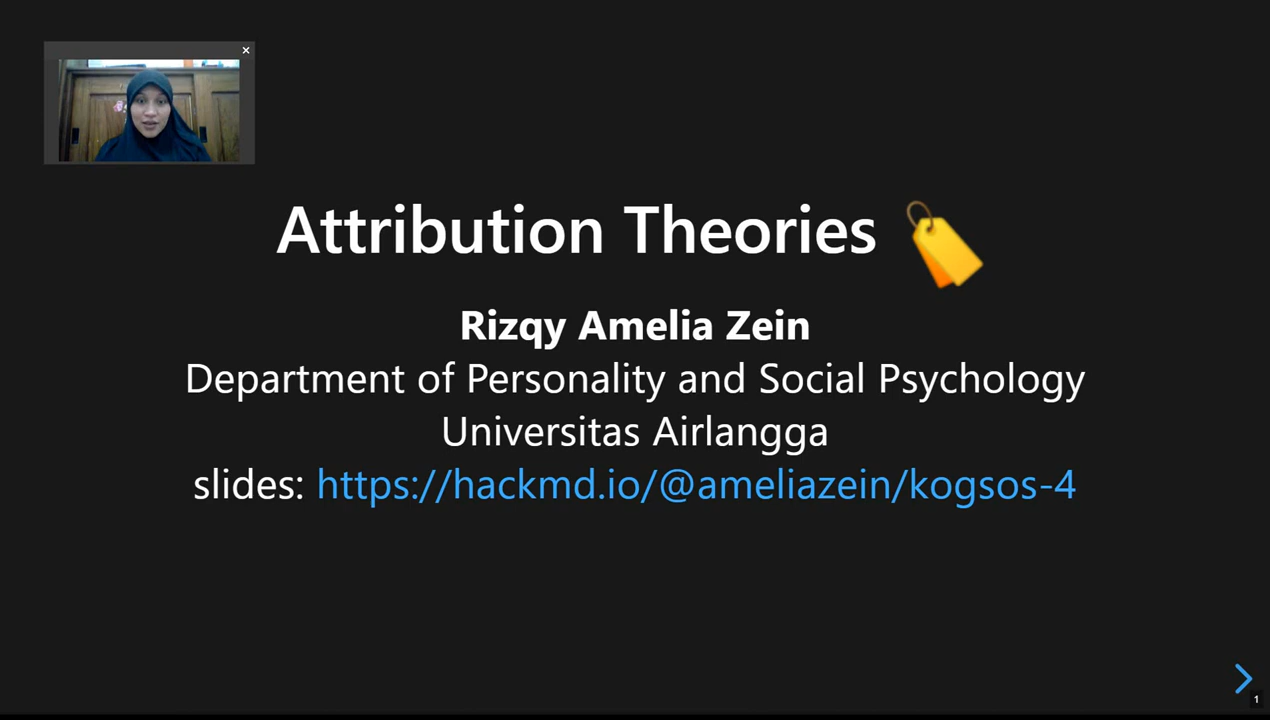 Attribution Theories
Rizqy Amelia Zein
Department of Personality and Social Psychology
Universitas Airlangga
slides: https://hackmd.io/@ameliazein/kogsos-4
1